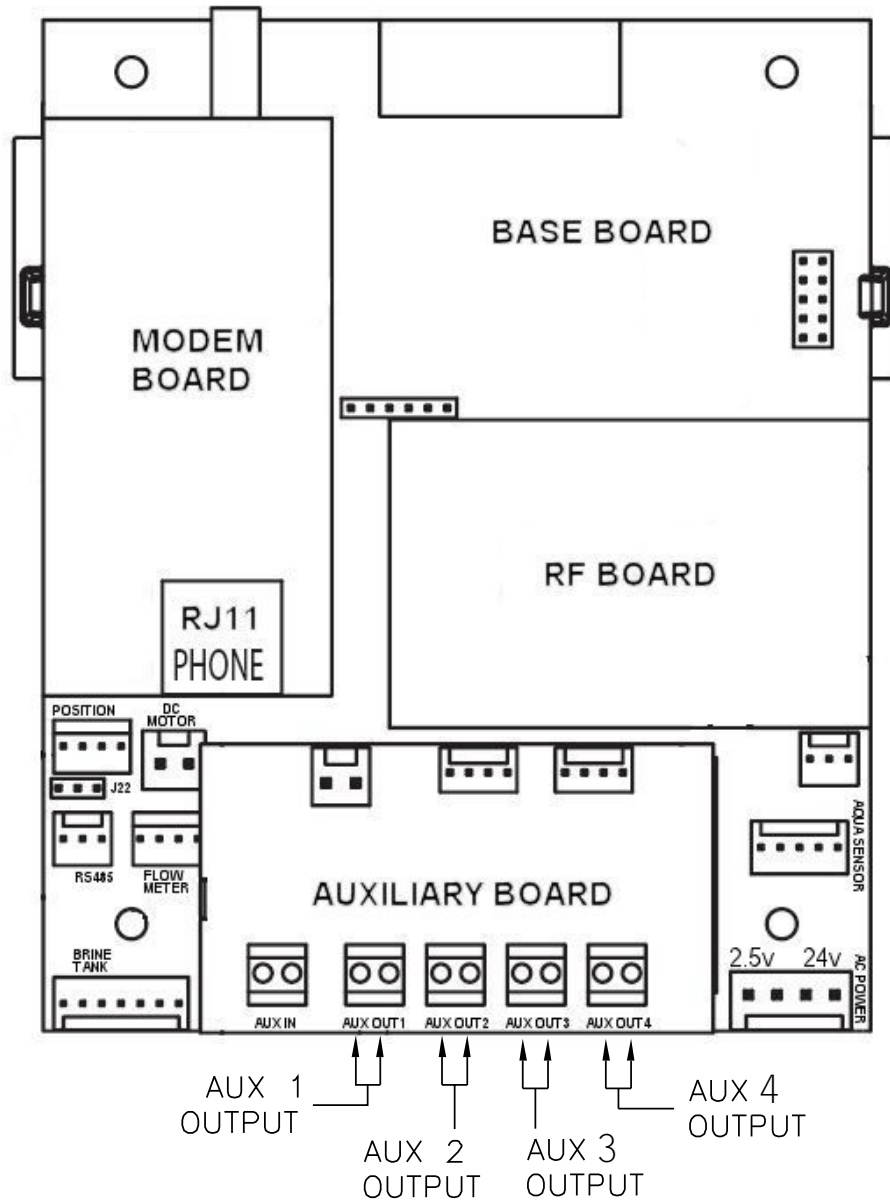 BASE BOARD
MODEM
BOARD
RF BOARD
RJ11
PHONE
POSITION
DC
MOTOR
J22
RS485
FLOW
METER
AQUA SENSOR
AUXILIARY BOARD
BRINE
TANK
2.5v 24v
AC POWER
AUX IN
AUX OUT1
AUX OUT2
AUX OUT3
AUX OUT4
AUX 1
OUTPUT
AUX 2
OUTPUT
AUX 3
OUTPUT
AUX 4
OUTPUT